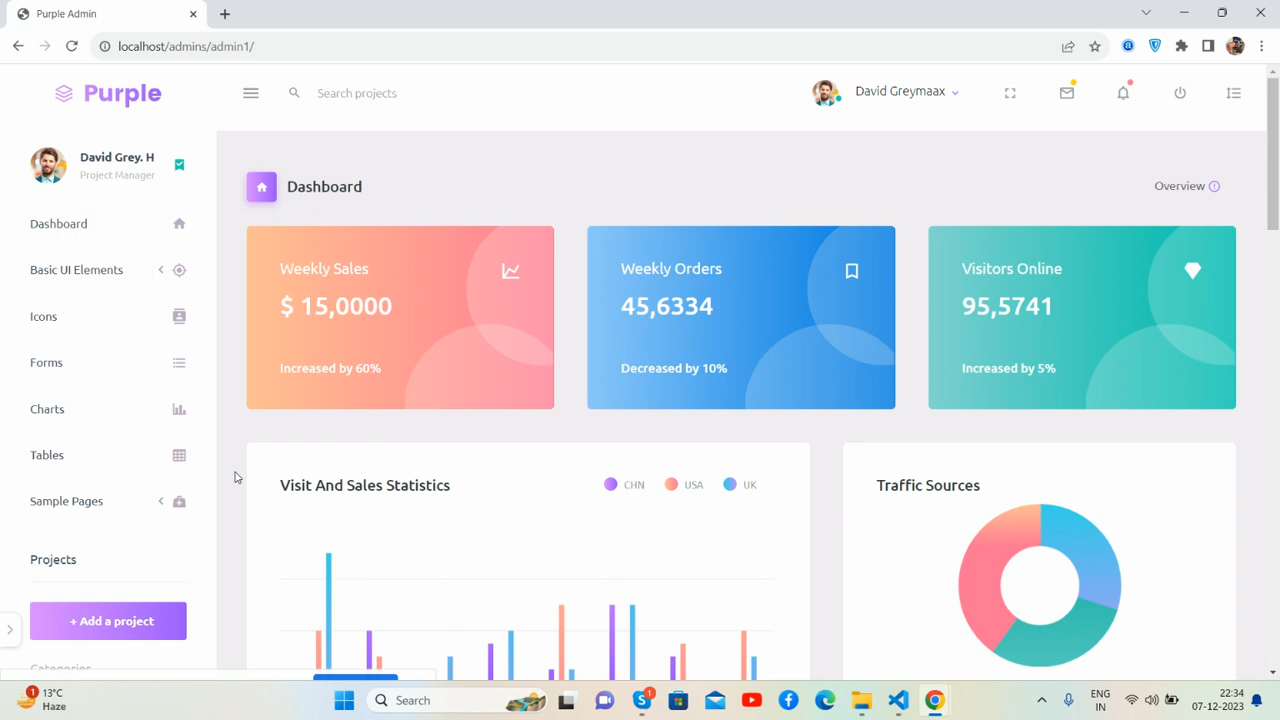 Purple Admin
localhost/admins/admin1/
Purple
Search projects
David Greymaax
David Grey. H
Project Manager
Dashboard
Basic UI Elements
Icons
Forms
Charts
Tables
Sample Pages
Projects
+ Add a project
Categories
Dashboard
Overview
Weekly Sales
$ 15,0000
Increased by 60%
Weekly Orders
45,6334
Decreased by 10%
Visitors Online
95,5741
Increased by 5%
Visit And Sales Statistics
CHN USA UK
Traffic Sources
1
13°C
Haze
Search
1
ENG
IN
22:34
07-12-2023